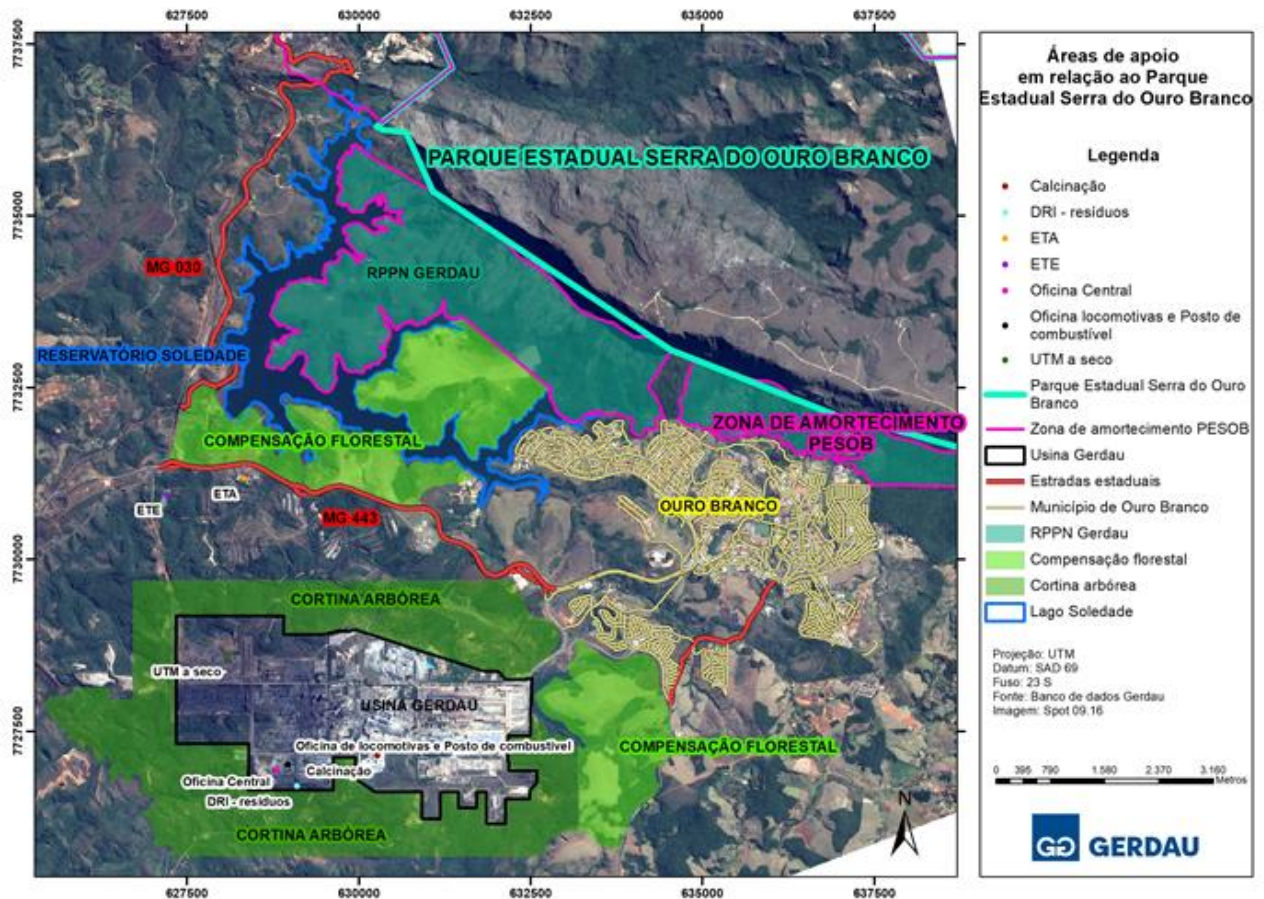 627500 630000 632500 635000 637500
7737500
7735000
7732500
7730000
7727500
PARQUE ESTADUAL SERRA DO OURO BRANCO
MG 030
RPPN GERDAU
RESERVATÓRIO SOLEDADE
ZONA DE AMORTECIMENTO
PESOB
COMPENSAÇÃO FLORESTAL
ETA
ETE
OURO BRANCO
MG 443
CORTINA ARBÓREA
UTM a seco
USINA GERDAU
Oficina de locomotivas e Posto de combustível
COMPENSAÇÃO FLORESTAL
Calcinação
Oficina Central
DRI - resíduos
CORTINA ARBÓREA
N
627500 630000 632500 635000 637500
Áreas de apoio
em relação ao Parque
Estadual Serra do Ouro Branco
Legenda
Calcinação
DRI - resíduos
ETA
ETE
Oficina Central
Oficina locomotivas e Posto de
combustível
UTM a seco
Parque Estadual Serra do Ouro
Branco
Zona de amortecimento PESOB
Usina Gerdau
Estradas estaduais
Município de Ouro Branco
RPPN Gerdau
Compensação florestal
Cortina arbórea
Lago Soledade
Projeção: UTM
Datum: SAD 69
Fuso: 23 S
Fonte: Banco de dados Gerdau
Imagem: Spot 09.16
0 395 790 1.580 2.370 3.160
Metros
GERDAU